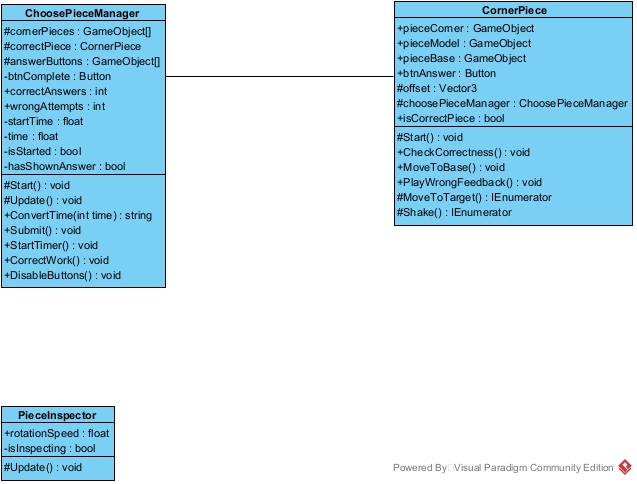 ChoosePieceManager
#cornerPieces : GameObject[]
#correctPiece : CornerPiece
#answerButtons : GameObject[]
-btnComplete : Button
+correctAnswers : int
+wrongAttempts : int
-startTime : float
-time : float
-isStarted : bool
-hasShownAnswer : bool
#Start() : void
#Update() : void
+ConvertTime(int time) : string
+Submit() : void
+StartTimer() : void
+CorrectWork() : void
+DisableButtons() : void
CornerPiece
+pieceCorner : GameObject
+pieceModel : GameObject
+pieceBase : GameObject
+btnAnswer : Button
#offset : Vector3
#choosePieceManager : ChoosePieceManager
+isCorrectPiece : bool
#Start() : void
+CheckCorrectness() : void
+MoveToBase() : void
+PlayWrongFeedback() : void
#MoveToTarget() : IEnumerator
#Shake() : IEnumerator
PieceInspector
+rotationSpeed : float
-isInspecting : bool
#Update() : void
Powered By Visual Paradigm Community Edition